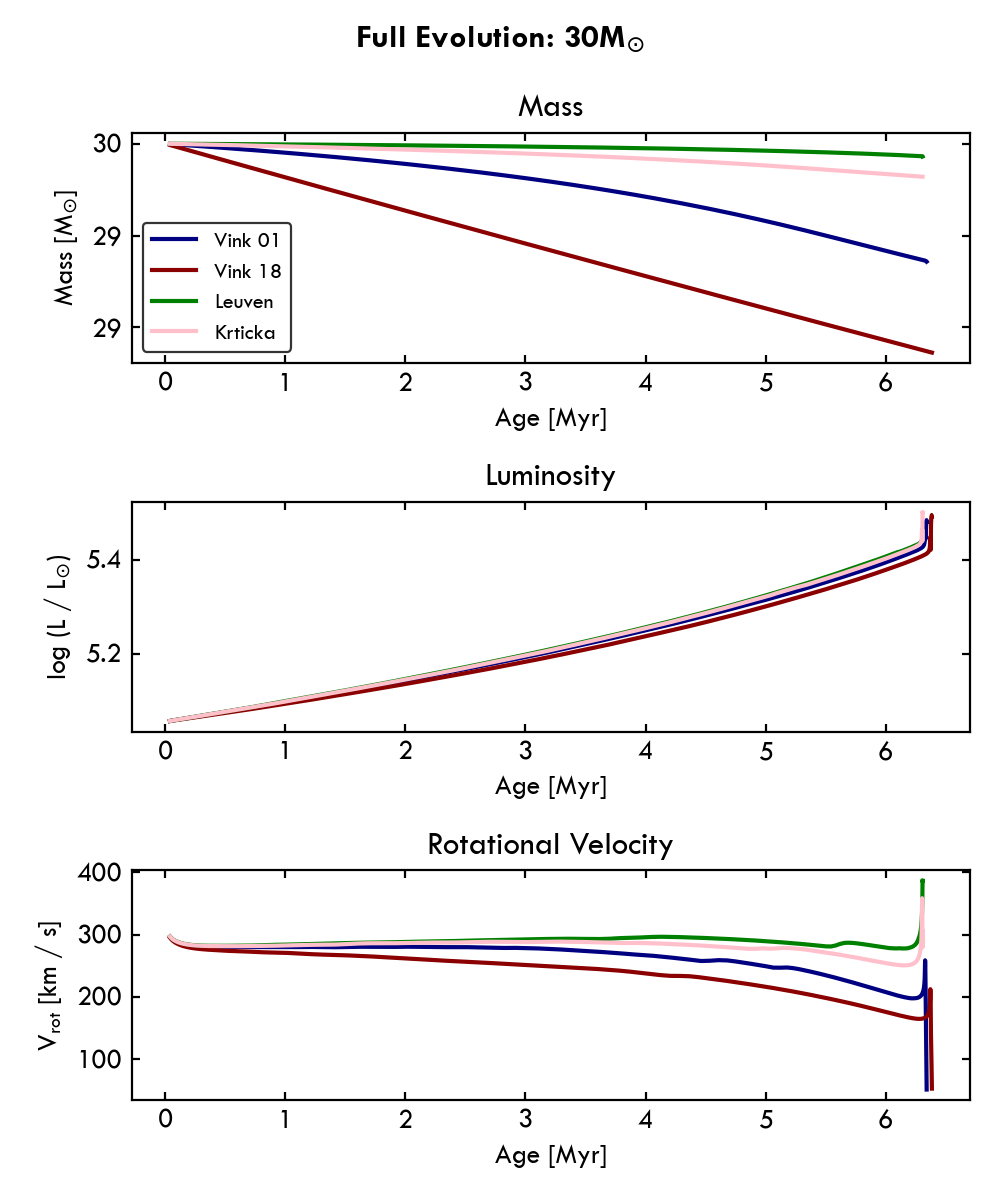 Full Evolution: 30M⊙
Mass
Mass [M⊙]
30
29
29
Vink 01
Vink 18
Leuven
Krticka
0 1 2 3 4 5 6
Age [Myr]
Luminosity
log (L / L⊙)
5.4
5.2
0 1 2 3 4 5 6
Age [Myr]
Rotational Velocity
Vrot [km / s]
400
300
200
100
0 1 2 3 4 5 6
Age [Myr]